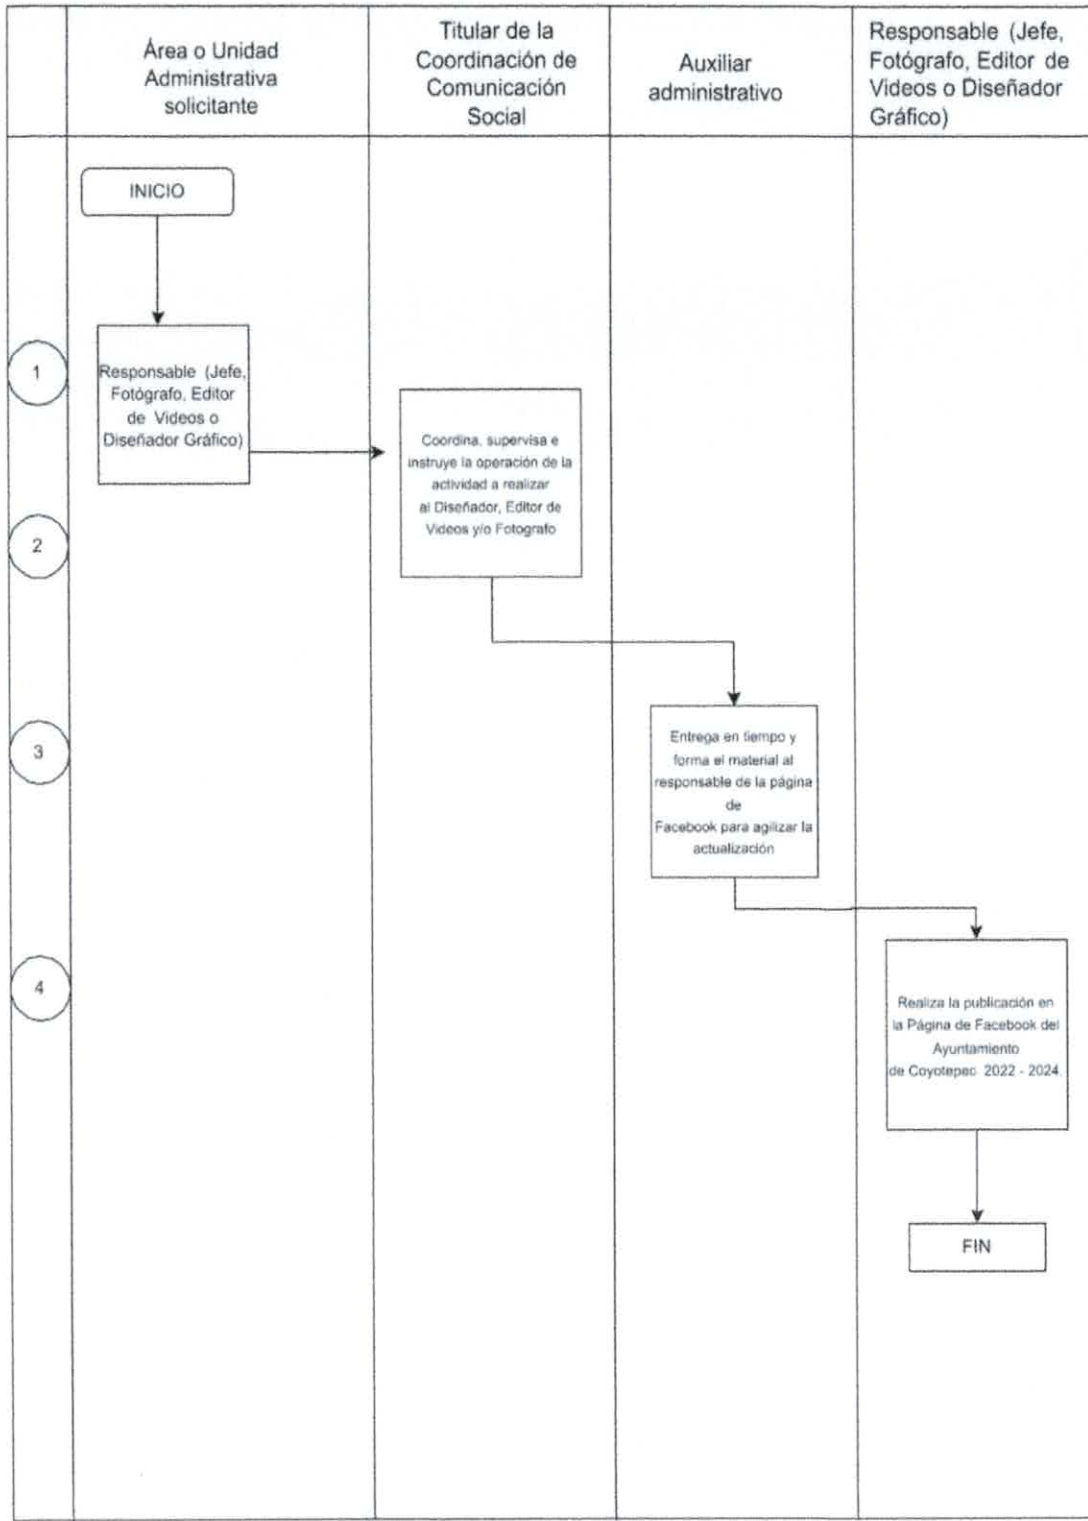 Área o Unidad
Administrativa
solicitante
Titular de la
Coordinación de
Comunicación
Social
Auxiliar
administrativo
Responsable (Jefe,
Fotógrafo, Editor de
Videos o Diseñador
Gráfico)
INICIO
1
Responsable (Jefe,
Fotógrafo, Editor
de Videos o
Diseñador Gráfico)
Coordina, supervisa e
instruye la operación de la
actividad a realizar
al Diseñador, Editor de
Videos y/o Fotografo
2
3
Entrega en tiempo y
forma el material al
responsable de la página
de
Facebook para agilizar la
actualización
4
Realiza la publicación en
la Página de Facebook del
Ayuntamiento
de Coyotepec 2022 - 2024.
FIN